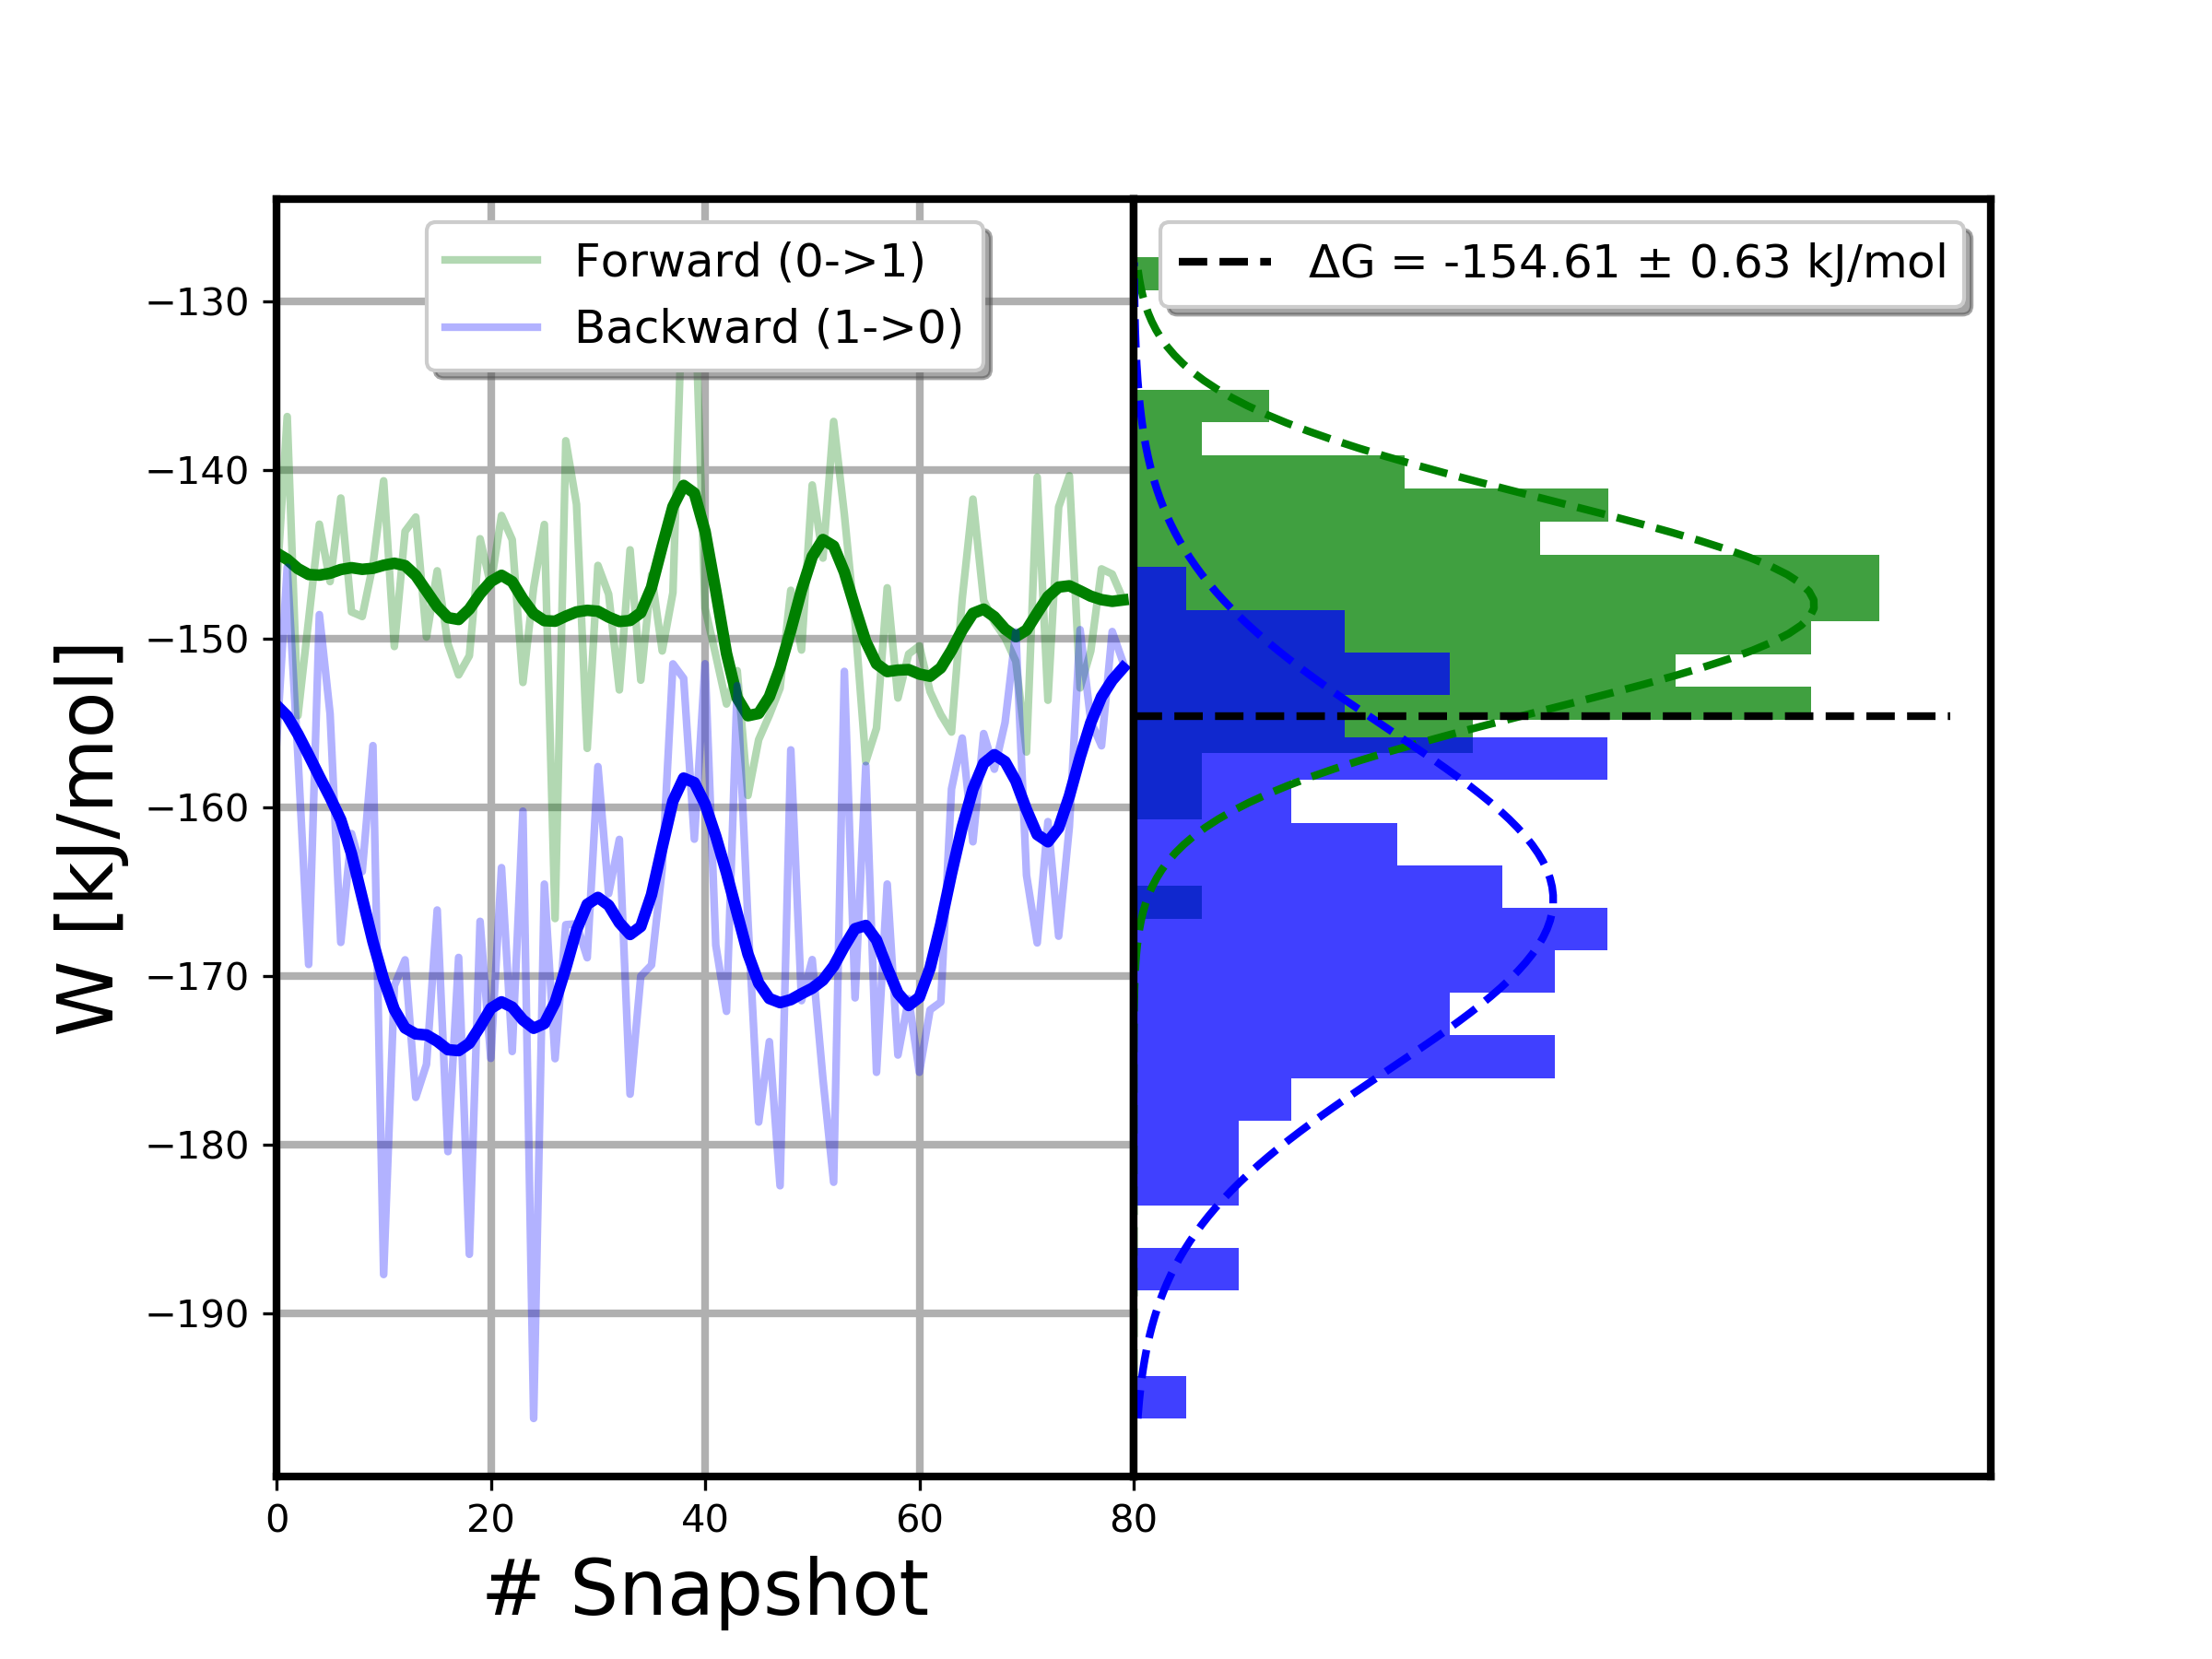 Forward (0->1)
Backward (1->0)
ΔG = -154.61 ± 0.63 kJ/mol
W [kJ/mol]
−130
−140
−150
−160
−170
−180
−190
0 20 40 60 80
# Snapshot